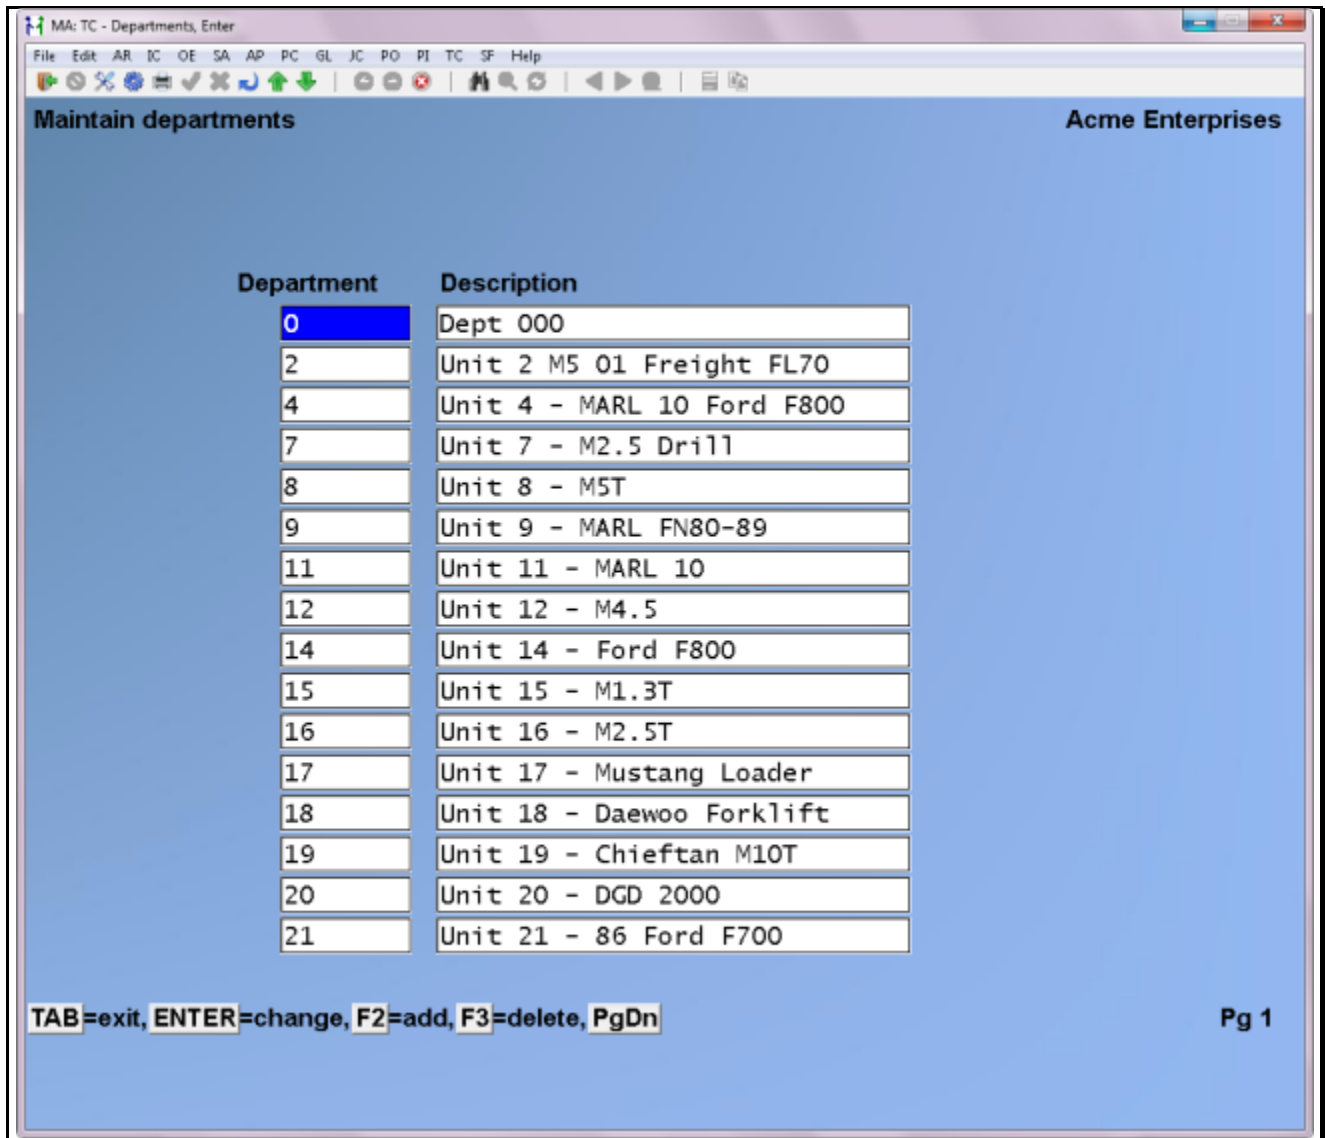 MA: TC - Departments, Enter
File Edit AR IC OE SA AP PC GL JC PO PI TC SF Help
Maintain departments Acme Enterprises
Department Description
0 Dept 000
2 Unit 2 M5 01 Freight FL70
4 Unit 4 - MARL 10 Ford F800
7 Unit 7 - M2.5 Drill
8 Unit 8 - M5T
9 Unit 9 - MARL FN80-89
11 Unit 11 - MARL 10
12 Unit 12 - M4.5
14 Unit 14 - Ford F800
15 Unit 15 - M1.3T
16 Unit 16 - M2.5T
17 Unit 17 - Mustang Loader
18 Unit 18 - Daewoo Forklift
19 Unit 19 - Chieftan M10T
20 Unit 20 - DGD 2000
21 Unit 21 - 86 Ford F700
TAB=exit, ENTER=change, F2=add, F3=delete, PgDn Pg 1